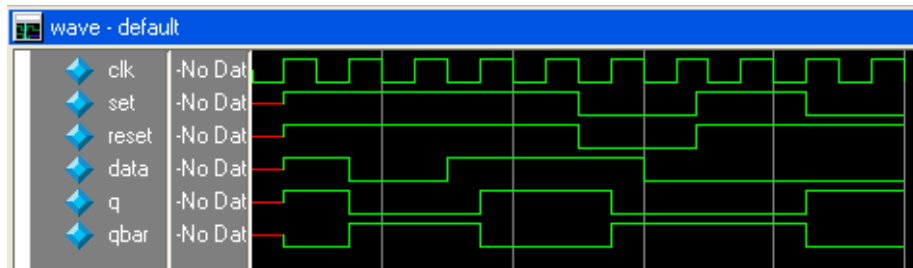 wave - default
clk -No Dat
set -No Dat
reset -No Dat
data -No Dat
q -No Dat
qbar -No Dat